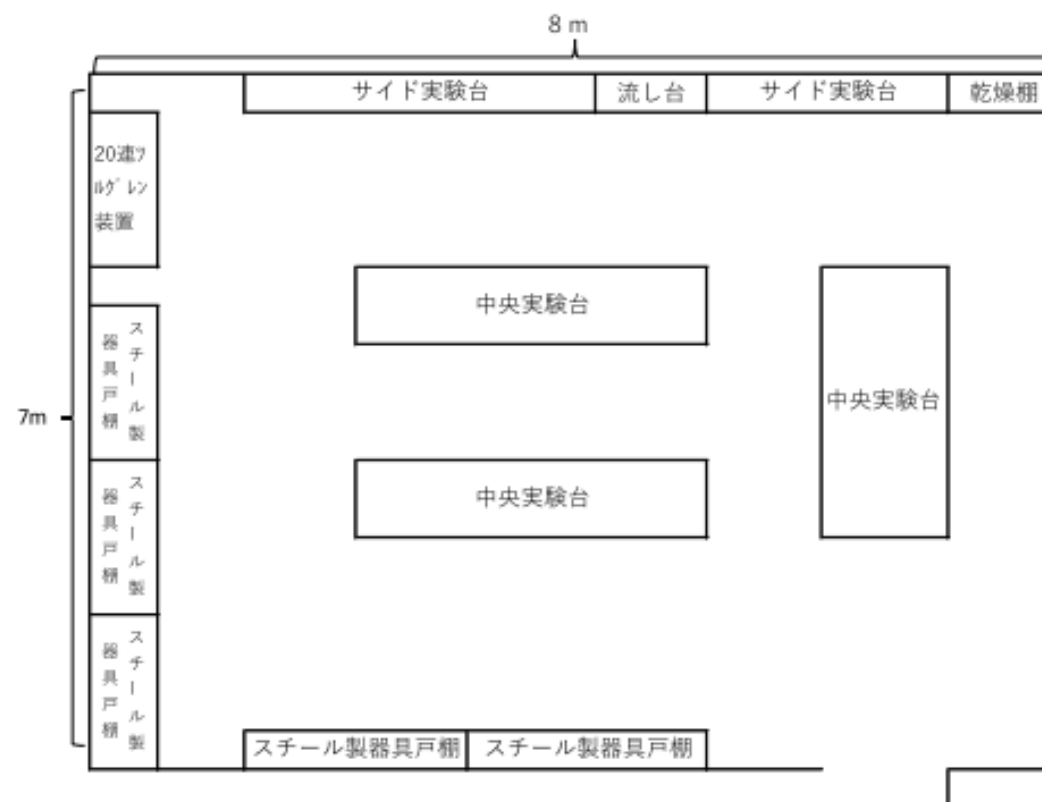 8 m
サイド実験台
流し台
サイド実験台
乾燥棚
20連ﾌ
ﾙｹﾞﾚﾝ
装置
中央実験台
中央実験台
中央実験台
7m
スチール製
器具戸棚
スチール製
器具戸棚
スチール製
器具戸棚
スチール製器具戸棚
スチール製器具戸棚